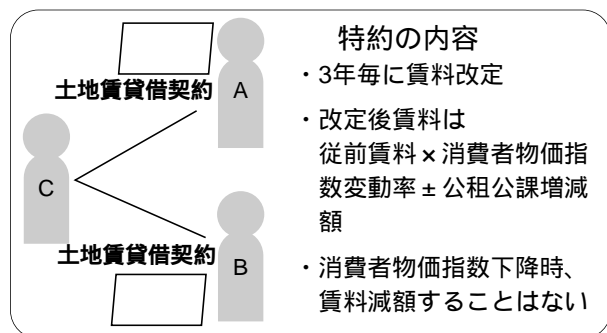 土地賃貸借契約
A
C
土地賃貸借契約
B
特約の内容
・3年毎に賃料改定
・改定後賃料は
従前賃料×消費者物価指
数変動率±公租公課増減
額
・消費者物価指数下降時、
賃料減額することはない